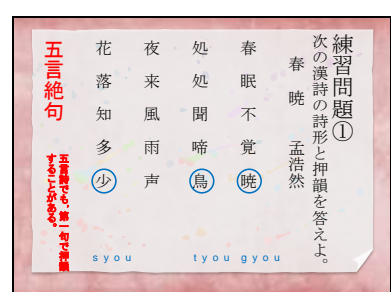 練習問題①
次の漢詩の詩形と押韻を答えよ。
春暁 孟浩然
春眠不覚暁
処処聞啼鳥
夜来風雨声
花落知多少
gyou
tyou
syou
五言絶句
五言詩でも、第一句で押韻
することがある。